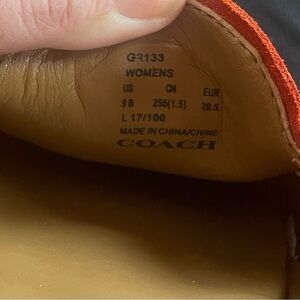 GR133
WOMENS
US CN EUR
9 B 255(1.5) 39.5
L 17/100
MADE IN CHINA/CHINE
COACH